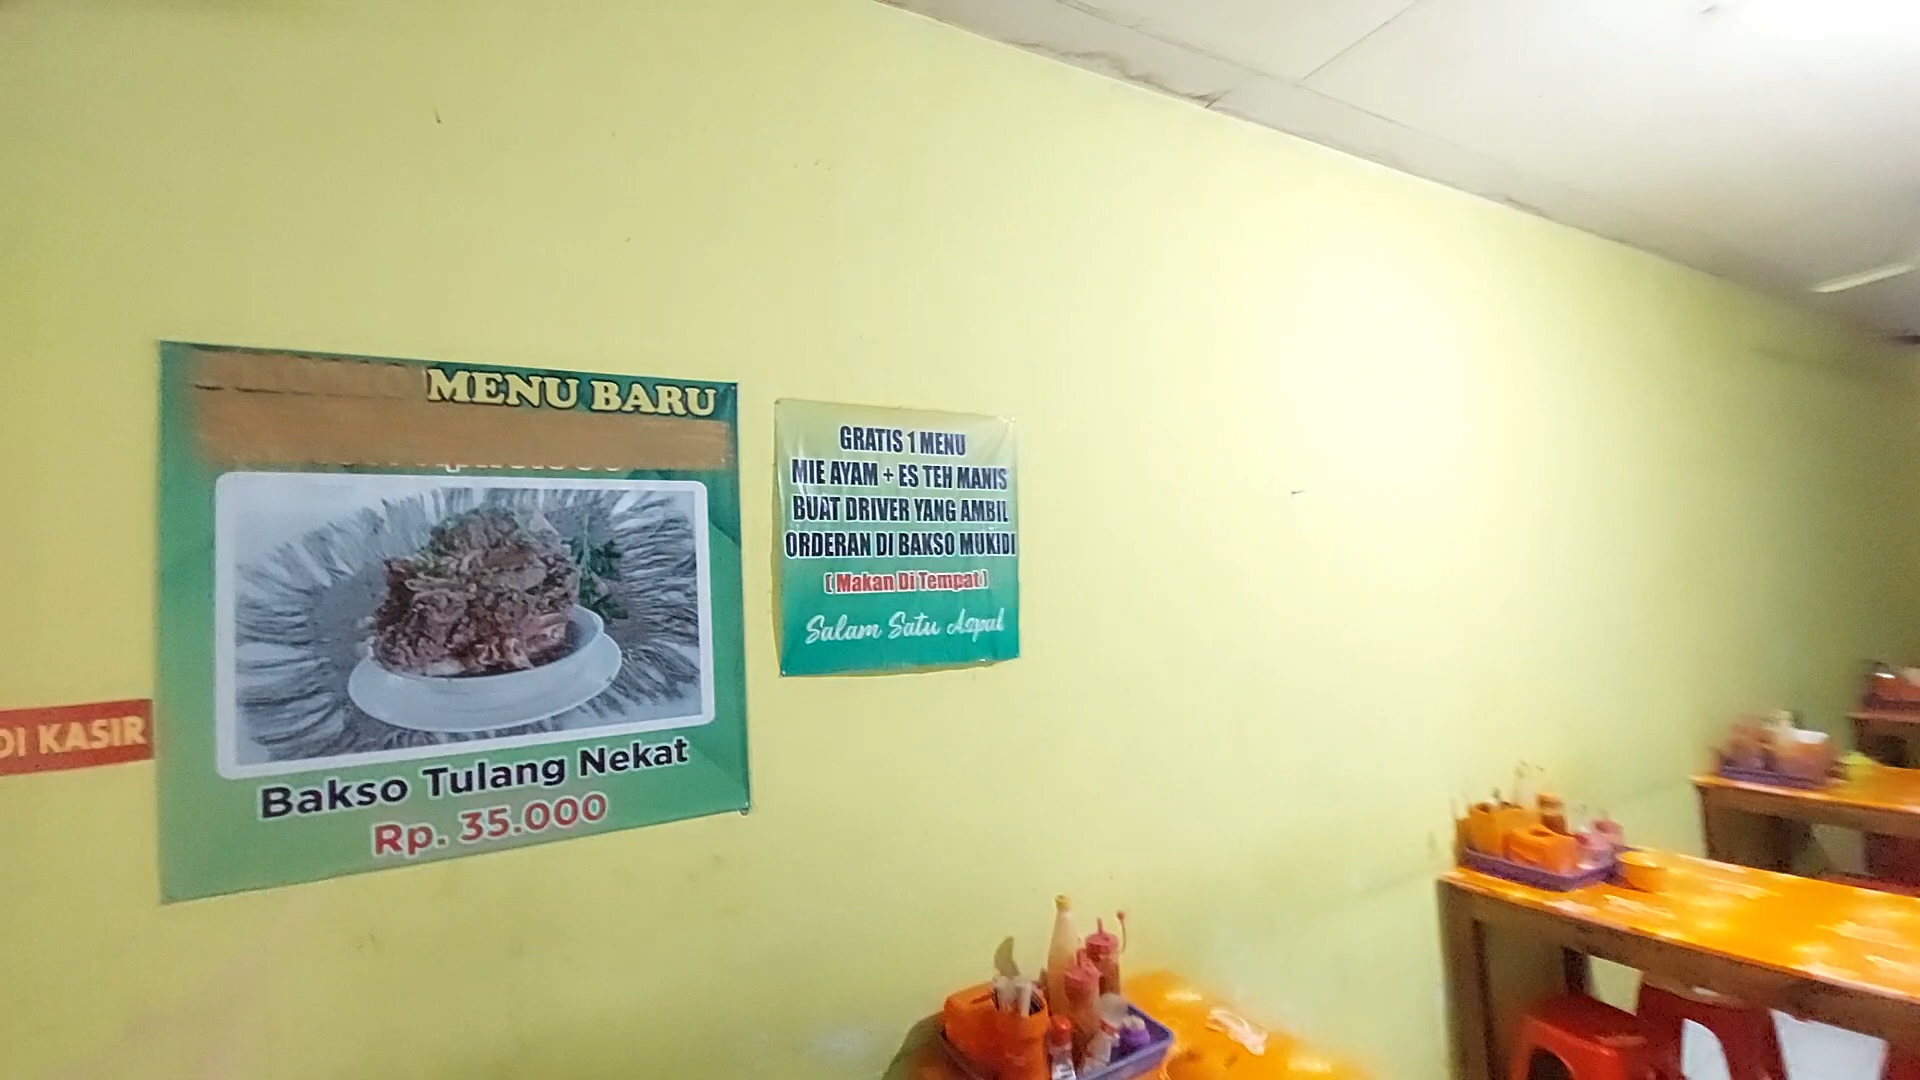 MENU BARU
Bakso Tulang Nekat
Rp. 35.000
DI KASIR
GRATIS 1 MENU
MIE AYAM + ES TEH MANIS
BUAT DRIVER YANG AMBIL
ORDERAN DI BAKSO MUKIDI
( Makan Di Tempat )
Salam Satu Aspal